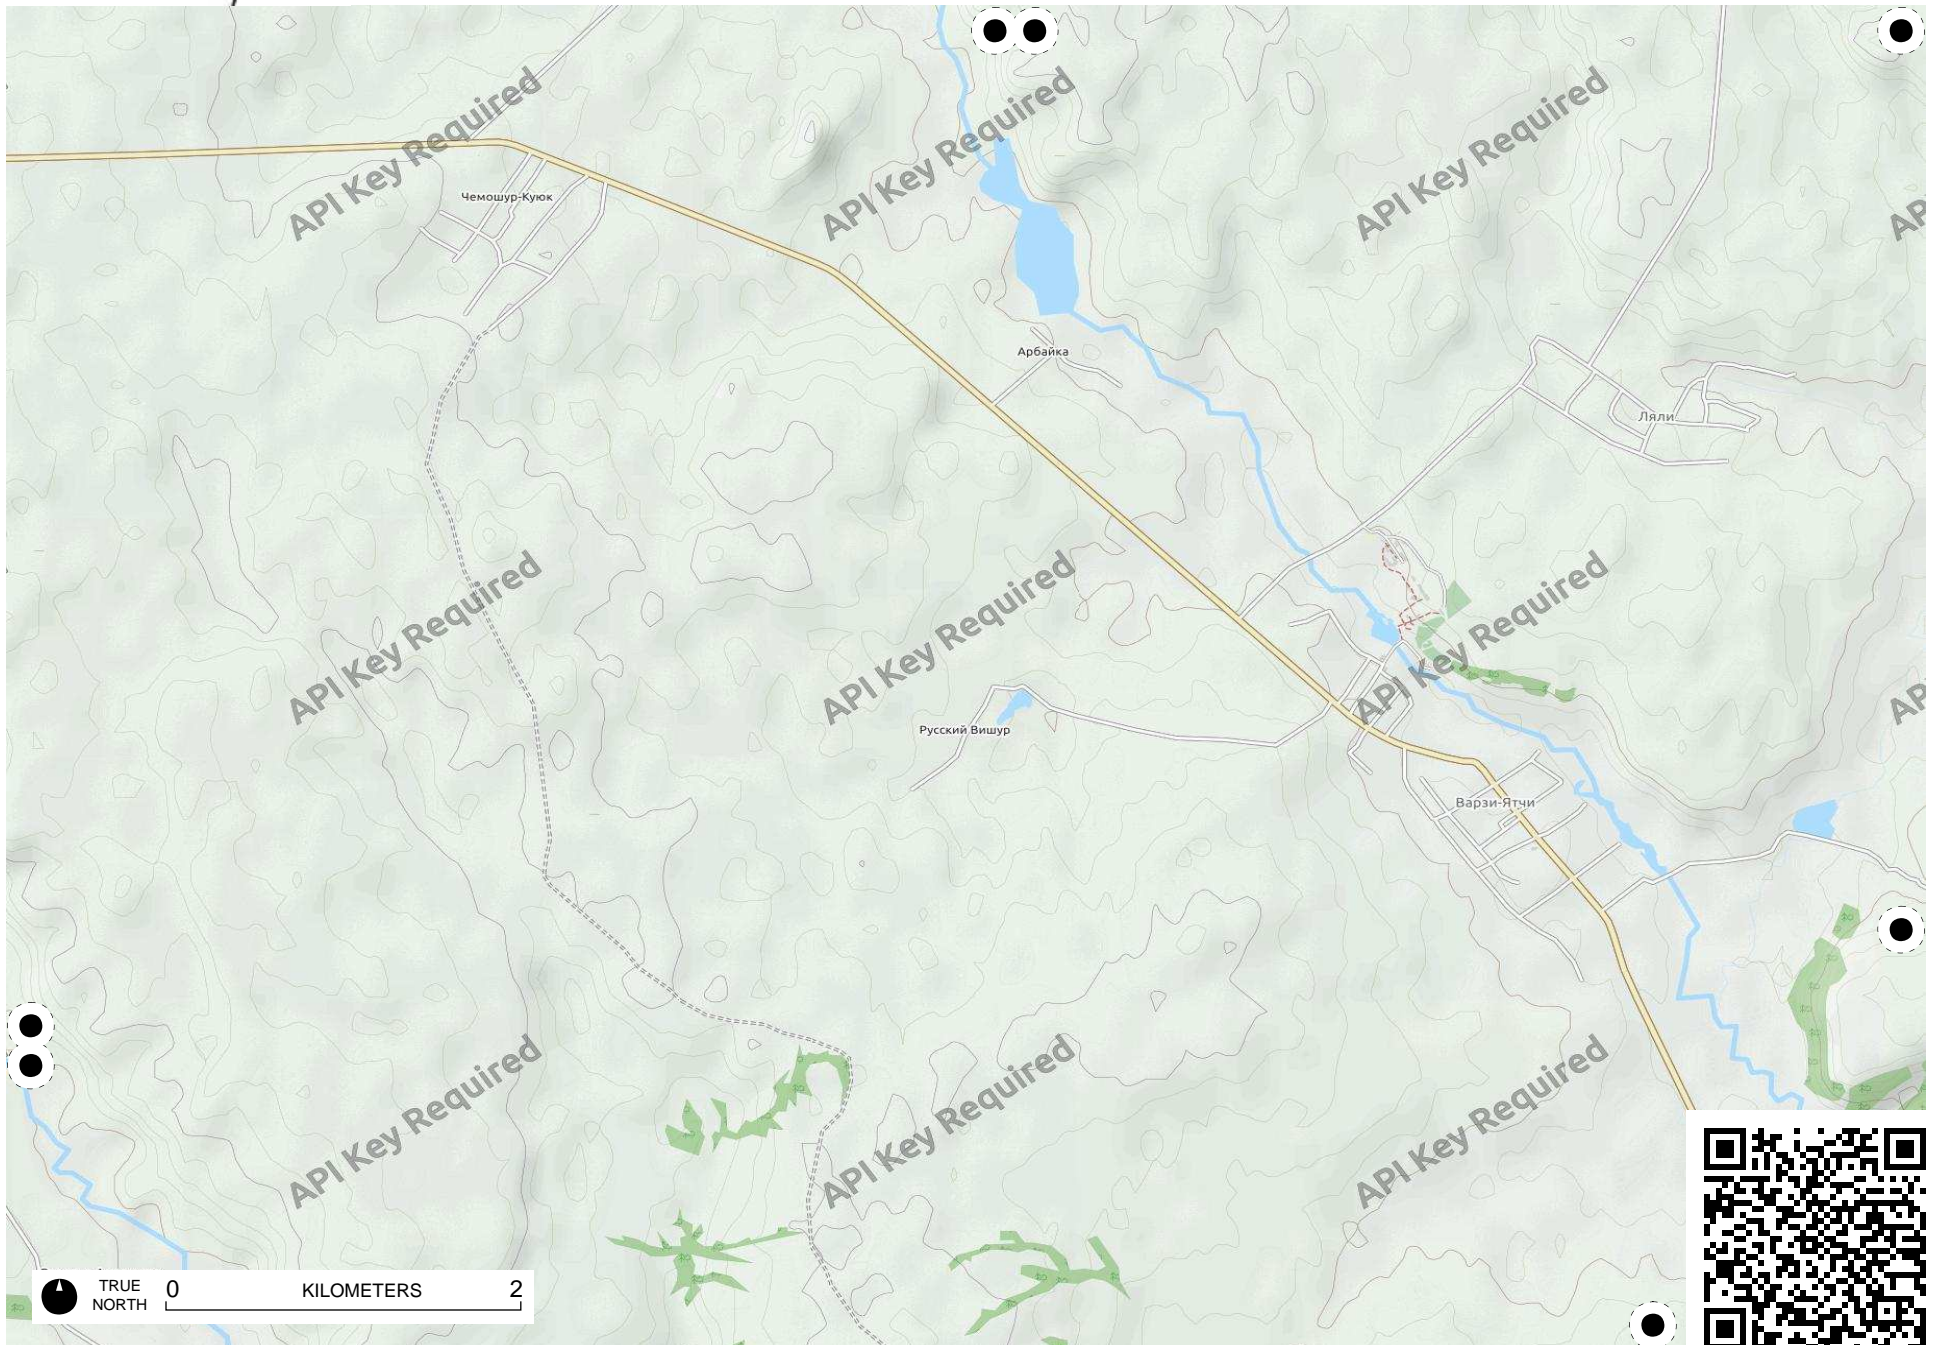 API Key Required
API Key Required
API Key Required
AP
Чемошур-Куюк
Арбайка
Ляли
API Key Required
API Key Required
API Key Required
AP
Русский Вишур
Варзи-Ятчи
API Key Required
API Key Required
API Key Required
TRUE
NORTH
0 KILOMETERS 2